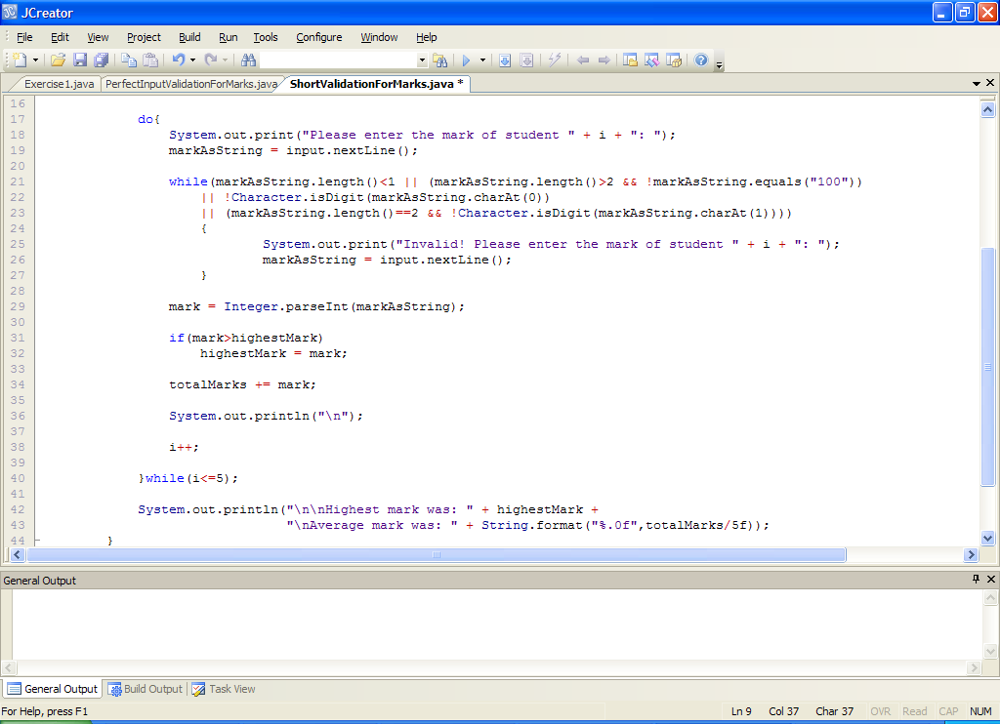 JCreator
File Edit View Project Build Run Tools Configure Window Help
Exercise1.java PerfectInputValidationForMarks.java ShortValidationForMarks.java *
16
17 do{
18 System.out.print("Please enter the mark of student " + i + ": ");
19 markAsString = input.nextLine();
20
21 while(markAsString.length()<1 || (markAsString.length()>2 && !markAsString.equals("100"))
22 || !Character.isDigit(markAsString.charAt(0))
23 || (markAsString.length()==2 && !Character.isDigit(markAsString.charAt(1))))
24 {
25 System.out.print("Invalid! Please enter the mark of student " + i + ": ");
26 markAsString = input.nextLine();
27 }
28
29 mark = Integer.parseInt(markAsString);
30
31 if(mark>highestMark)
32 highestMark = mark;
33
34 totalMarks += mark;
35
36 System.out.println("\n");
37
38 i++;
39
40 }while(i<=5);
41
42 System.out.println("\n\nHighest mark was: " + highestMark +
43 "\nAverage mark was: " + String.format("%.0f",totalMarks/5f));
44 }
General Output
General Output Build Output Task View
For Help, press F1 Ln 9 Col 37 Char 37 OVR Read CAP NUM